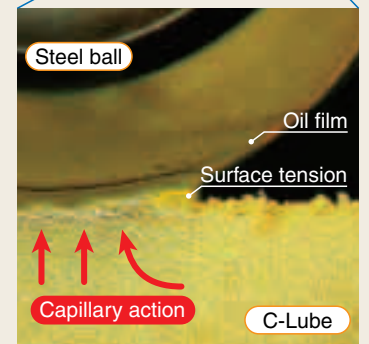 Steel ball
Oil film
Surface tension
Capillary action
C-Lube